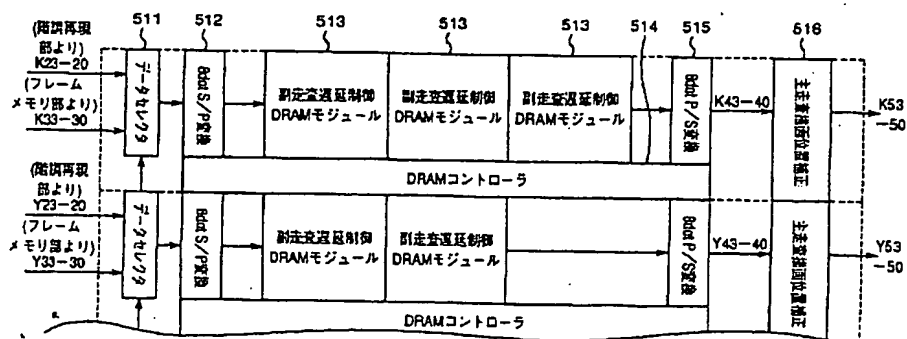 511
512
513
513
513
514
515
516
(階調再現
部より)
K23-20
(フレーム
メモリ部より)
K33-30
データセレクタ
8dot S/P変換
副走査遅延制御
DRAMモジュール
副走査遅延制御
DRAMモジュール
副走査遅延制御
DRAMモジュール
8dot P/S変換
K43-40
主走査描画位置補正
K53
-50
DRAMコントローラ
(階調再現
部より)
Y23-20
(フレーム
メモリ部より)
Y33-30
データセレクタ
8dot S/P変換
副走査遅延制御
DRAMモジュール
副走査遅延制御
DRAMモジュール
8dot P/S変換
Y43-40
主走査描画位置補正
Y53
-50
DRAMコントローラ